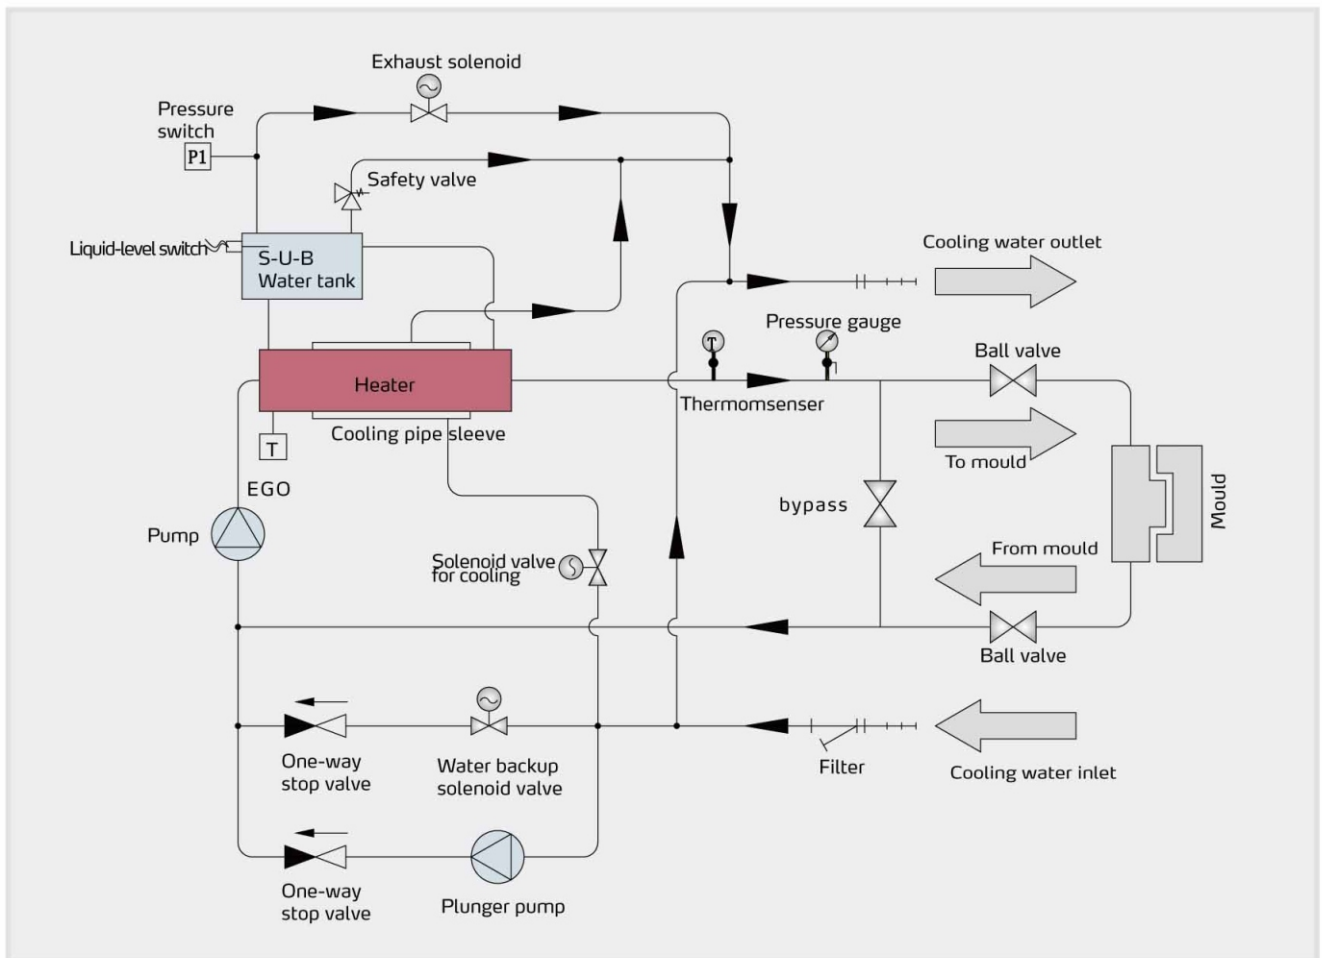 Exhaust solenoid
Pressure
switch
P1
Safety valve
Liquid-level switch
S-U-B
Water tank
Cooling water outlet
Pressure gauge
T
Ball valve
Heater
Thermomsenser
Cooling pipe sleeve
T
To mould
EGO
bypass
Mould
Pump
From mould
Solenoid valve
for cooling
S
Ball valve
One-way
stop valve
Water backup
solenoid valve
Filter
Cooling water inlet
One-way
stop valve
Plunger pump